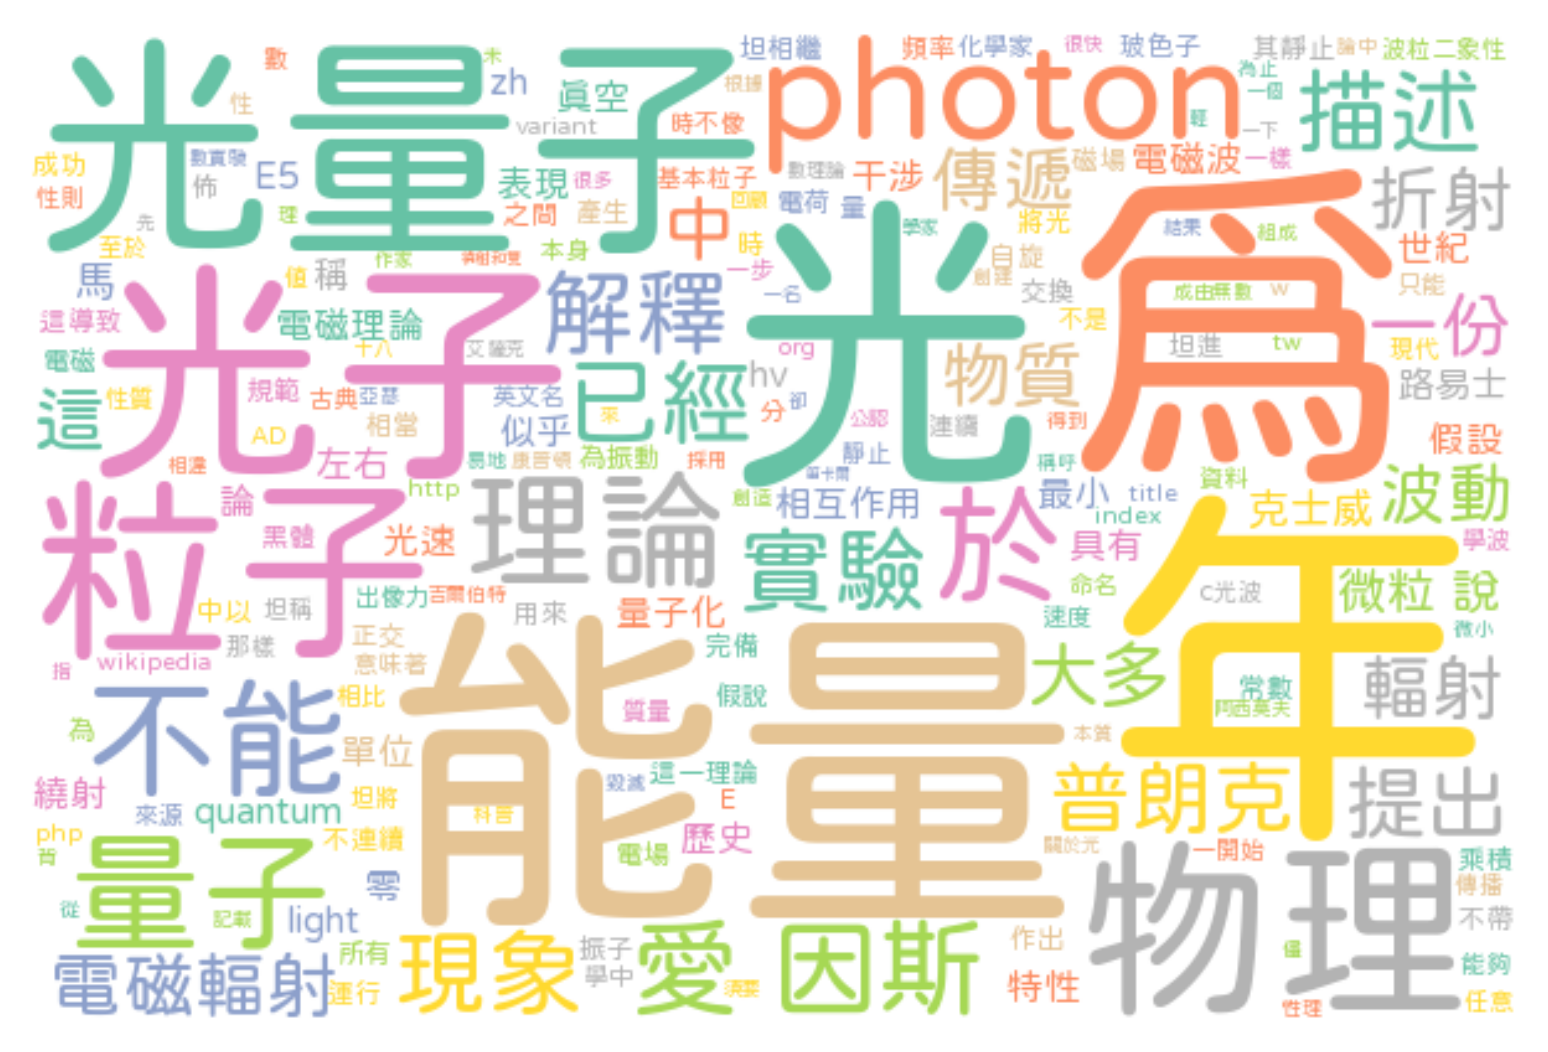 光量子
photon
描述
數
木
zh
真空
variant
根據
坦相繼
頻率
化學家
很快
玻色子
其靜止
論中
波粒二象性
為止
一個
輕
一下
性
時不像
成功
性則
數實發
佈
E5
表現
很多
基本粒子
數理論
干涉
傳遞
磁場
電磁波
一樣
折射
先
理
之間
產生
中
回顧
電荷
量
將光
學家
結果
組成
世紀
至於
作家
本身
時
光
爲
馬
值
稱
解釋
一步
一名
自旋
創建
交換
成由無數
w
只能
這導致
光子
電磁理論
十八
艾薩克
org
物質
不是
坦進
tw
一份
現代
電磁
已經
hv
路易士
這
性質
規範
古典
亞瑟
英文名
來
分
卻
公認
連續
得到
AD
相當
似乎
靜止
假設
相違
左右
易地
康普頓
為振動
採用
笛卡爾
稱呼
資料
粒子
論
http
理論
創造
相互作用
於
最小
title
index
克士威
波動
黑體
光速
實驗
具有
學波
中以
坦稱
出像力
吉爾伯特
用來
量子化
命名
速度
c光波
年
微粒
說
微小
那樣
正交
意味著
完備
指
wikipedia
能量
大多
常數
阿西莫夫
輻射
不能
相比
質量
假說
為
單位
本質
繞射
來源
quantum
坦將
毀滅
這一理論
E
普朗克
提出
php
背
不連續
科普
電場
歷史
關於光
一開始
乘積
量子
零
物理
傳播
從
記載
light
不帶
電磁輻射
所有
運行
現象
振子
學中
愛
須要
因斯
作出
特性
僅
能夠
性理
任意